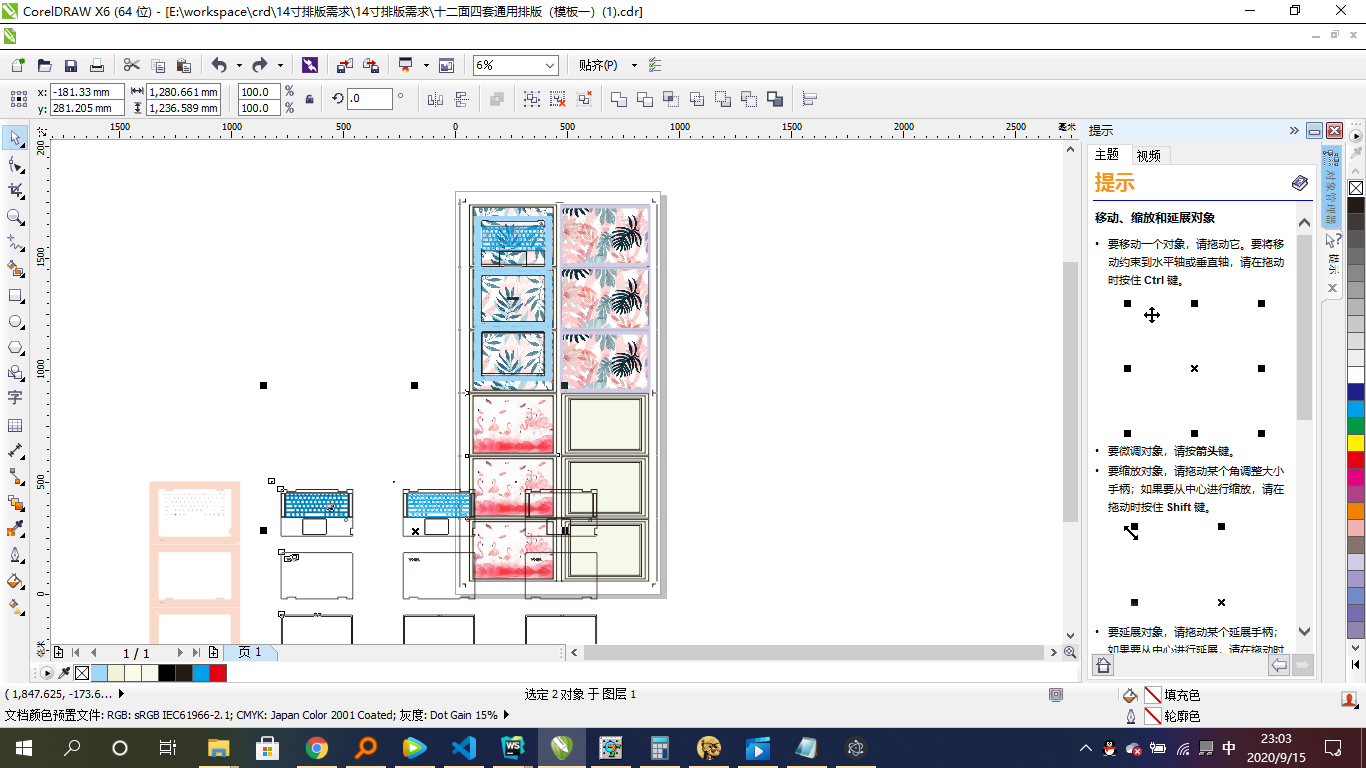 CorelDRAW X6 (64 位) - [E:\workspace\crd\14寸排版需求\14寸排版需求\十二面四套通用排版（模板一）(1).cdr]
6%
贴齐(P)
x: -181.33 mm
y: 281.205 mm
1,280.661 mm
1,236.589 mm
100.0 %
100.0 %
.0 °
1500 1000 500 0 500 1000 1500 2000 2500 毫米
1500
1000
500
0
提示
主题
视频
提示
移动、缩放和延展对象
• 要移动一个对象，请拖动它。要将移
动约束到水平轴或垂直轴，请在拖动
时按住 Ctrl 键。
• 要微调对象，请按箭头键。
• 要缩放对象，请拖动某个角调整大小
手柄；如果要从中心进行缩放，请在
拖动时按住 Shift 键。
• 要延展对象，请拖动某个延展手柄；
如果要从中心进行延展，请在拖动时
对象管理器
提示
字
1 / 1
页 1
( 1,847.625, -173.6...
选定 2 对象 于 图层 1
填充色
文档颜色预置文件: RGB: sRGB IEC61966-2.1; CMYK: Japan Color 2001 Coated; 灰度: Dot Gain 15%
轮廓色
WS
中
23:03
2020/9/15